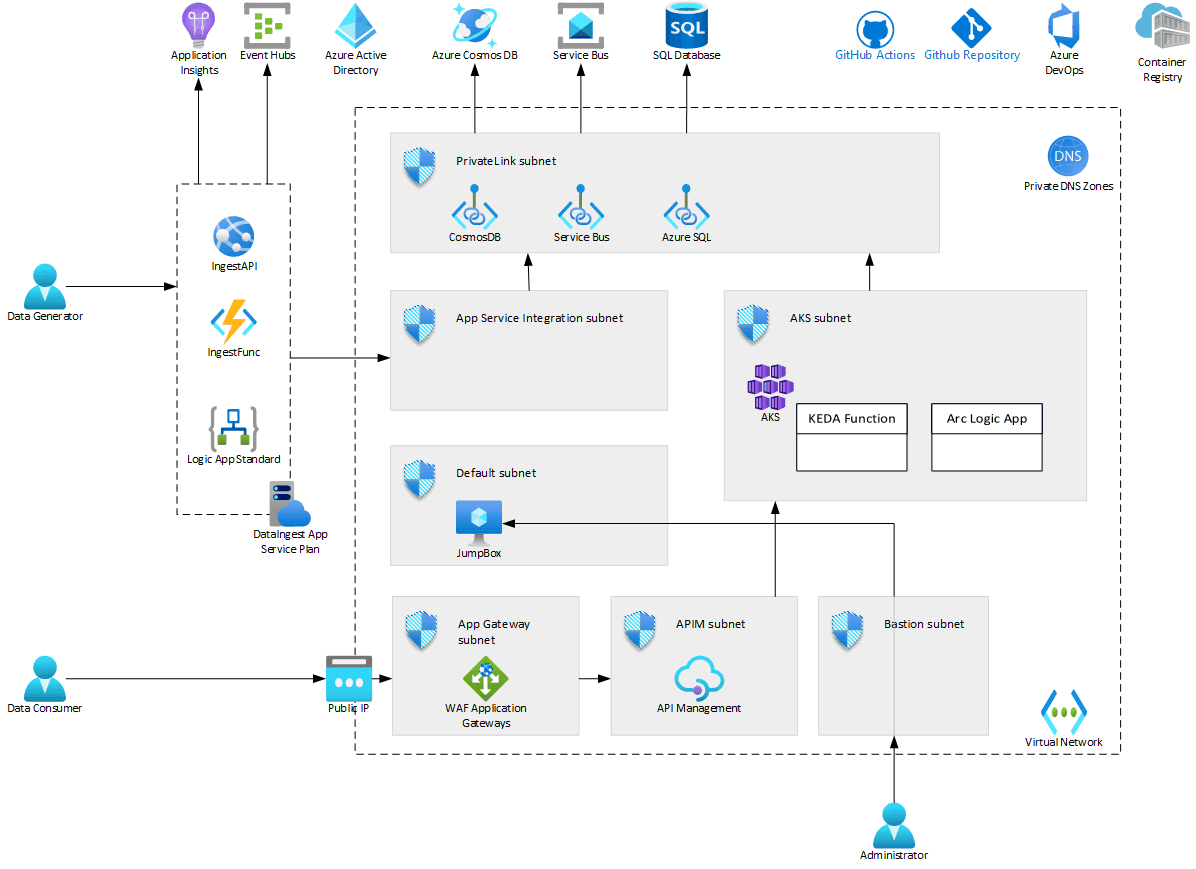 Application
Insights
Event Hubs
Azure Active
Directory
Azure Cosmos DB
Service Bus
SQL
SQL Database
GitHub Actions
Github Repository
Azure
DevOps
Container
Registry
PrivateLink subnet
DNS
Private DNS Zones
CosmosDB
Service Bus
Azure SQL
IngestAPI
Data Generator
App Service Integration subnet
AKS subnet
IngestFunc
AKS
KEDA Function
Arc Logic App
Logic App Standard
Default subnet
DataIngest App
Service Plan
JumpBox
App Gateway
subnet
APIM subnet
Bastion subnet
Data Consumer
Public IP
WAF Application
Gateways
API Management
Virtual Network
Administrator